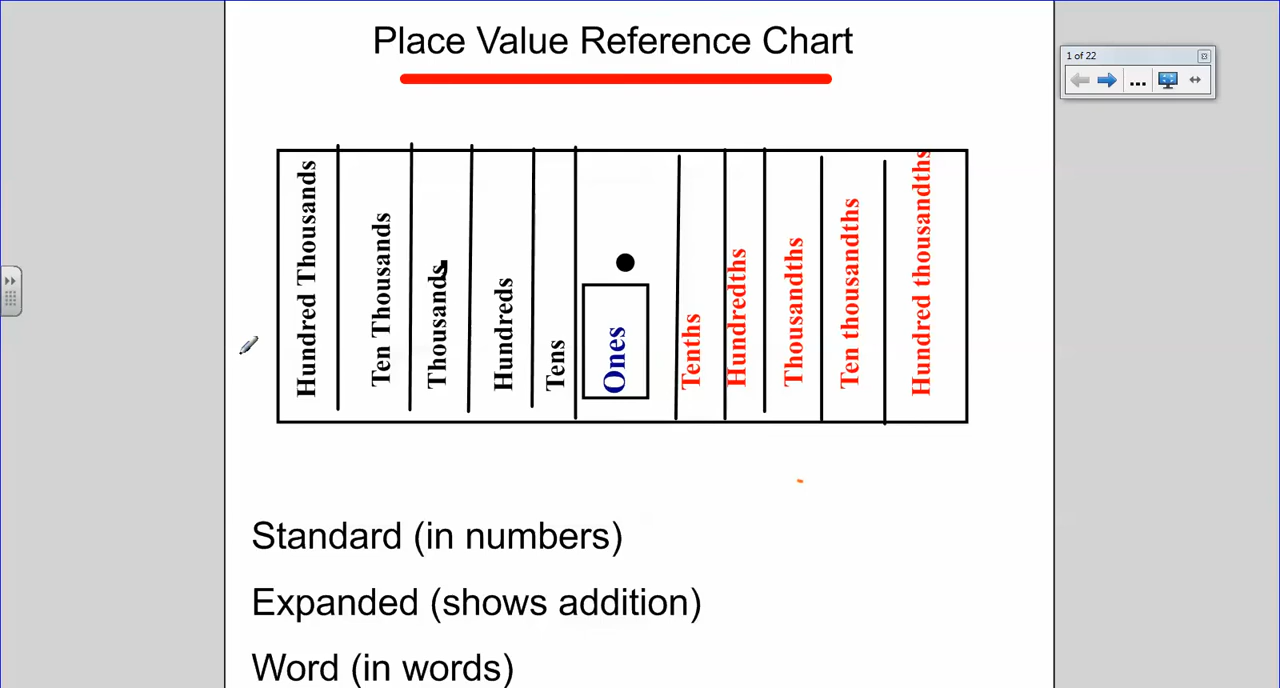 Place Value Reference Chart
1 of 22
Hundred Thousands
Ten Thousands
Thousands
Hundreds
Tens
Ones
Tenths
Hundredths
Thousandths
Ten thousandths
Hundred thousandths
Standard (in numbers)
Expanded (shows addition)
Word (in words)